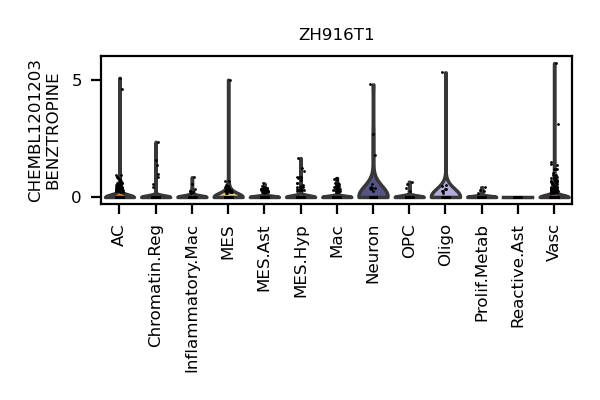 ZH916T1
CHEMBL1201203
BENZTROPINE
5
0
AC
Chromatin.Reg
Inflammatory.Mac
MES
MES.Ast
MES.Hyp
Mac
Neuron
OPC
Oligo
Prolif.Metab
Reactive.Ast
Vasc